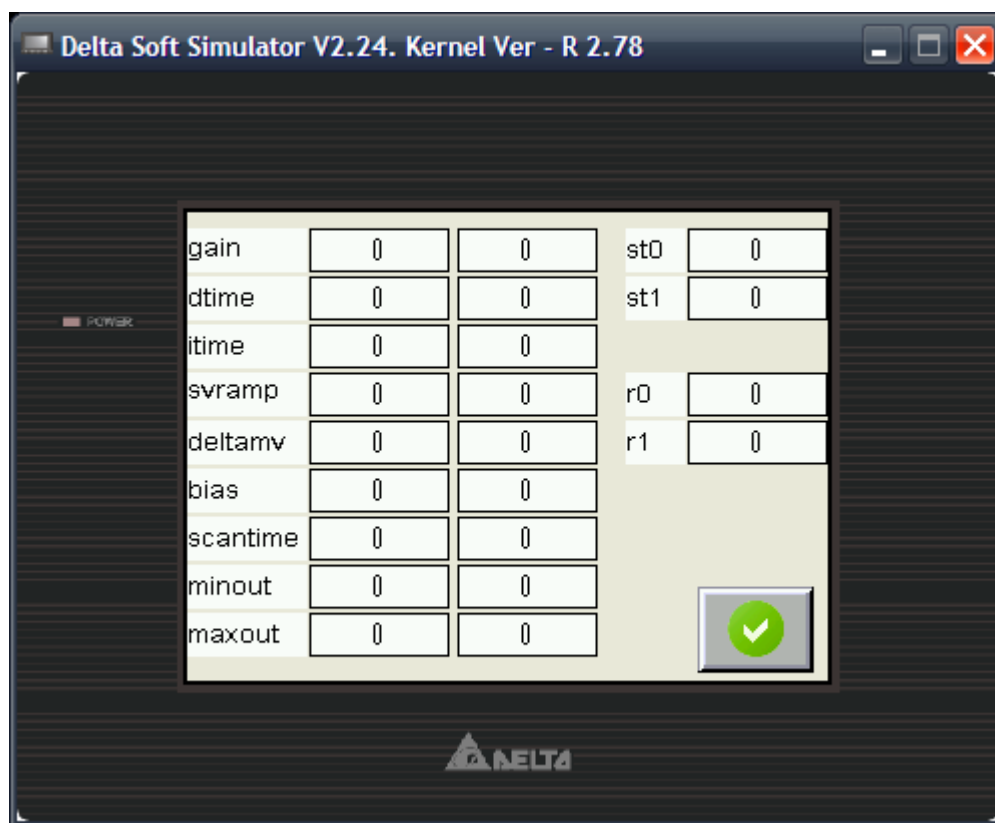 Delta Soft Simulator V2.24. Kernel Ver - R 2.78
gain 0 0 st0 0
dtime 0 0 st1 0
POWER
itime 0 0
svramp 0 0 r0 0
deltamv 0 0 r1 0
bias 0 0
scantime 0 0
minout 0 0
maxout 0 0
DELTA